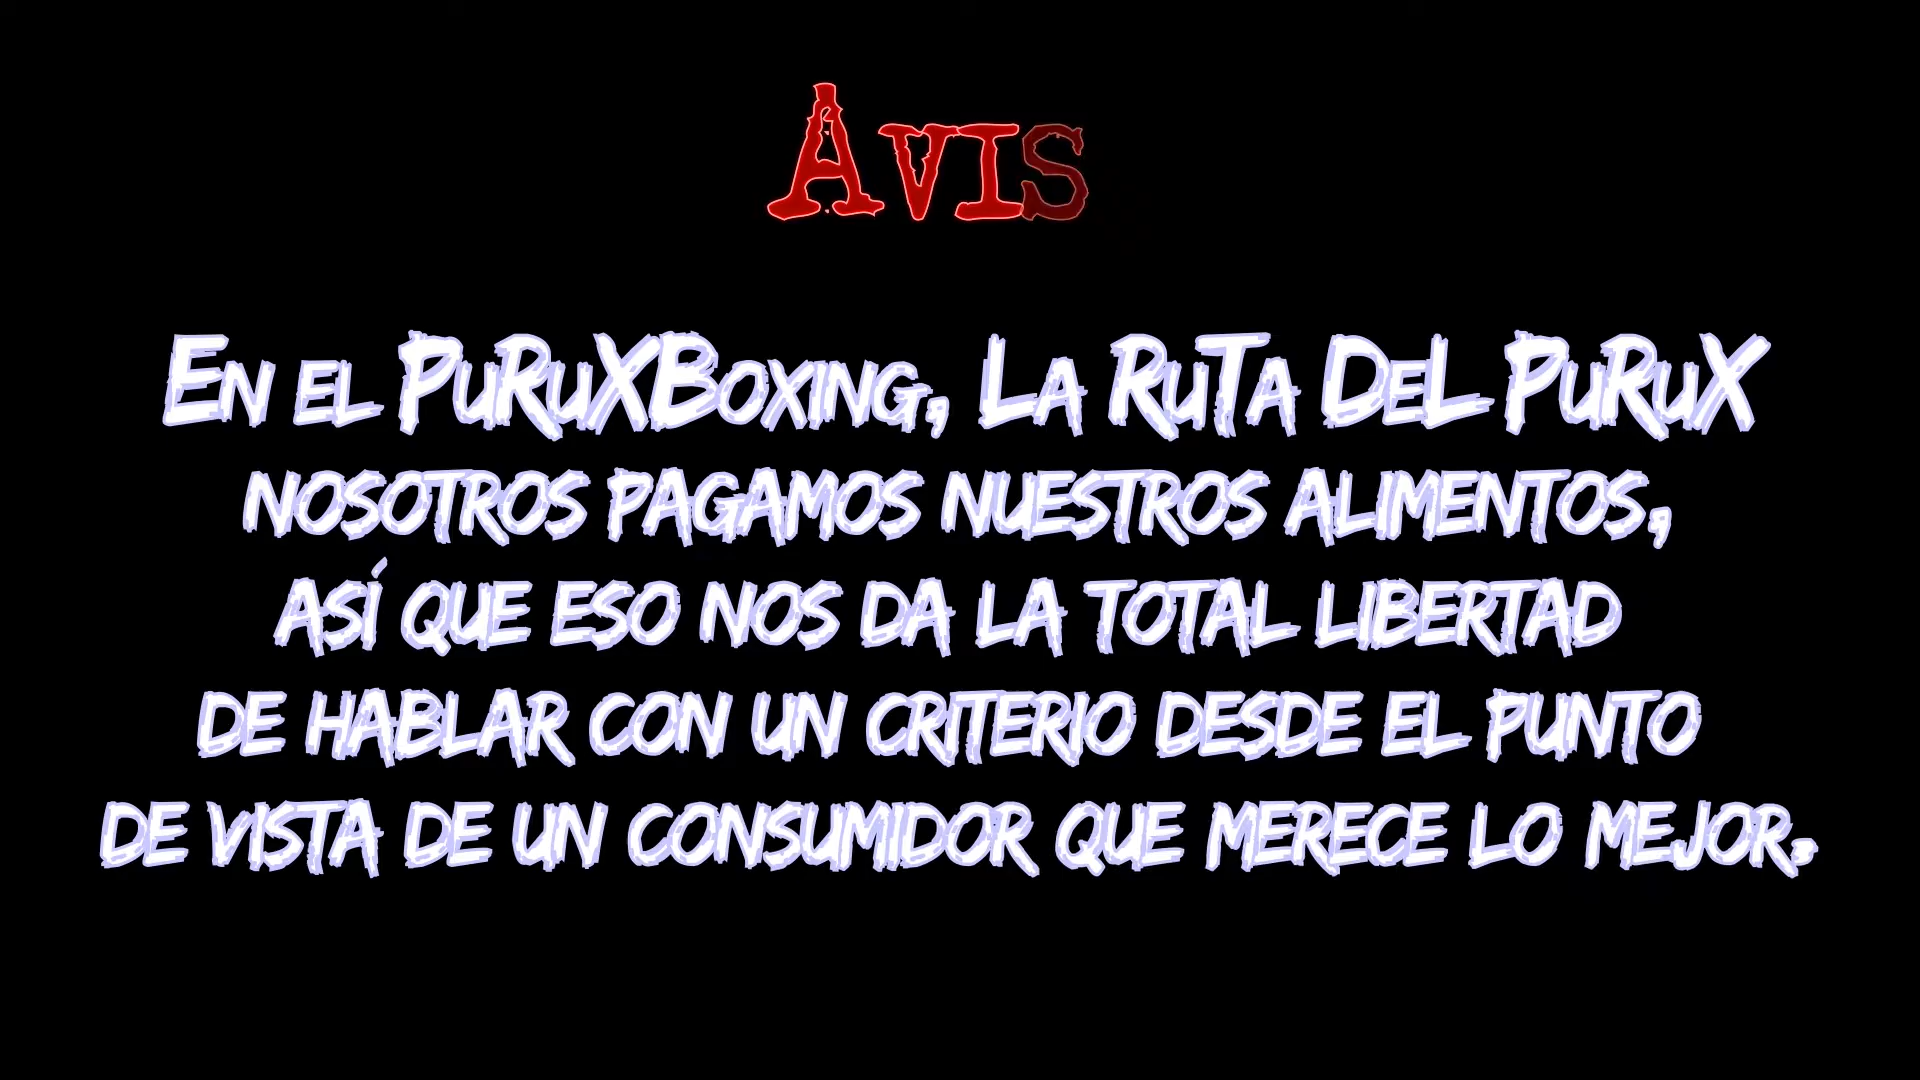 Avis
En el PuRuXBoxing, La RuTa DeL PuRuX
nosotros pagamos nuestros alimentos,
así que eso nos da la total libertad
de hablar con un criterio desde el punto
de vista de un consumidor que merece lo mejor.